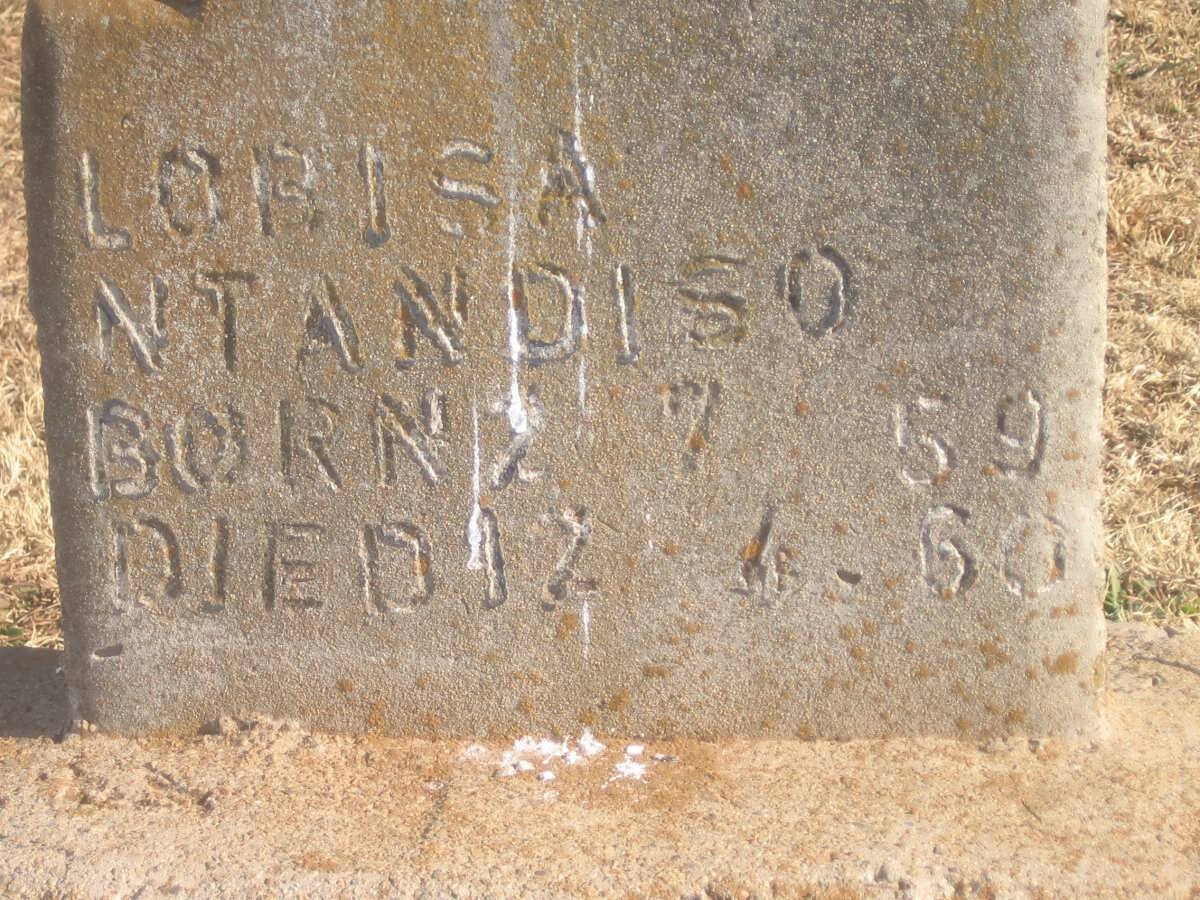 LOBISA
NTANDISO
BORN 2 7 59
DIED 12 4. 60